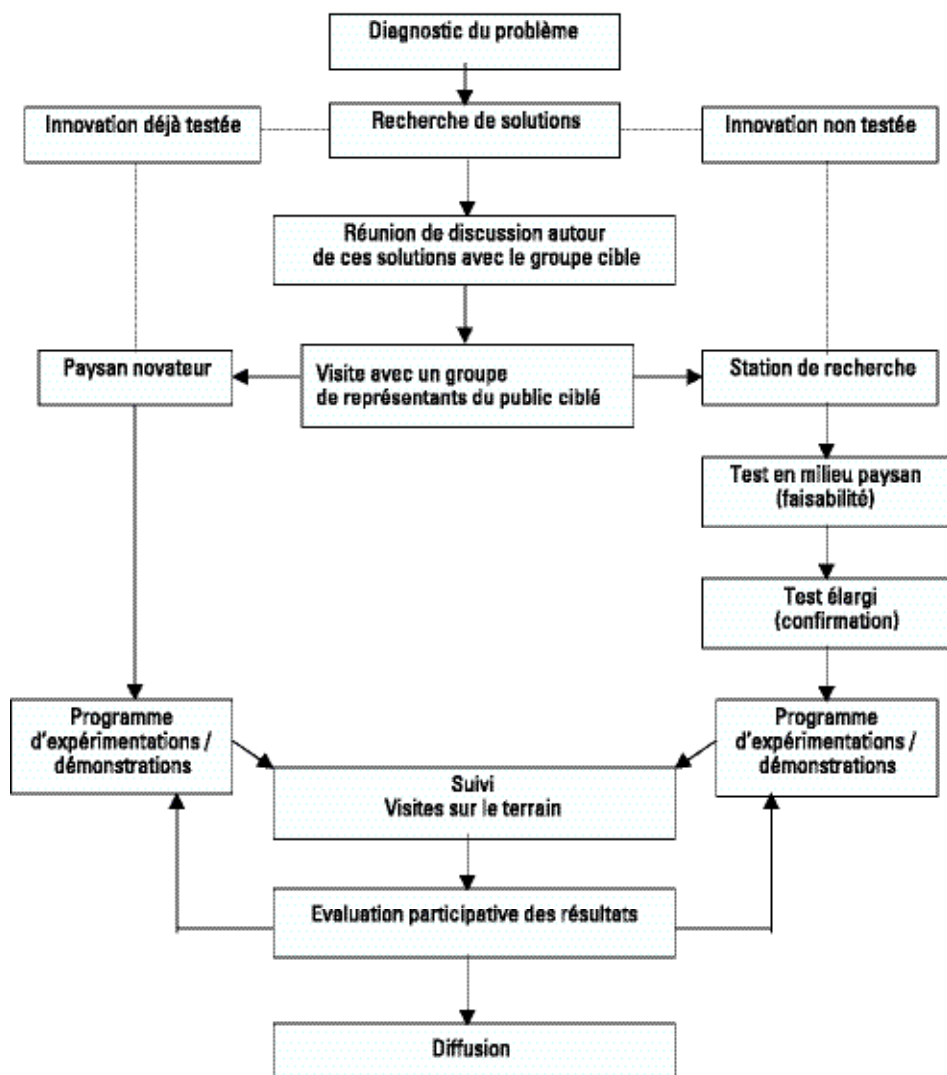 Diagnostic du problème
Innovation déjà testée
Recherche de solutions
Innovation non testée
Réunion de discussion autour
de ces solutions avec le groupe cible
Paysan novateur
Visite avec un groupe
de représentants du public ciblé
Station de recherche
Test en milieu paysan
(faisabilité)
Test élargi
(confirmation)
Programme
d'expérimentations /
démonstrations
Programme
d'expérimentations /
démonstrations
Suivi
Visites sur le terrain
Evaluation participative des résultats
Diffusion